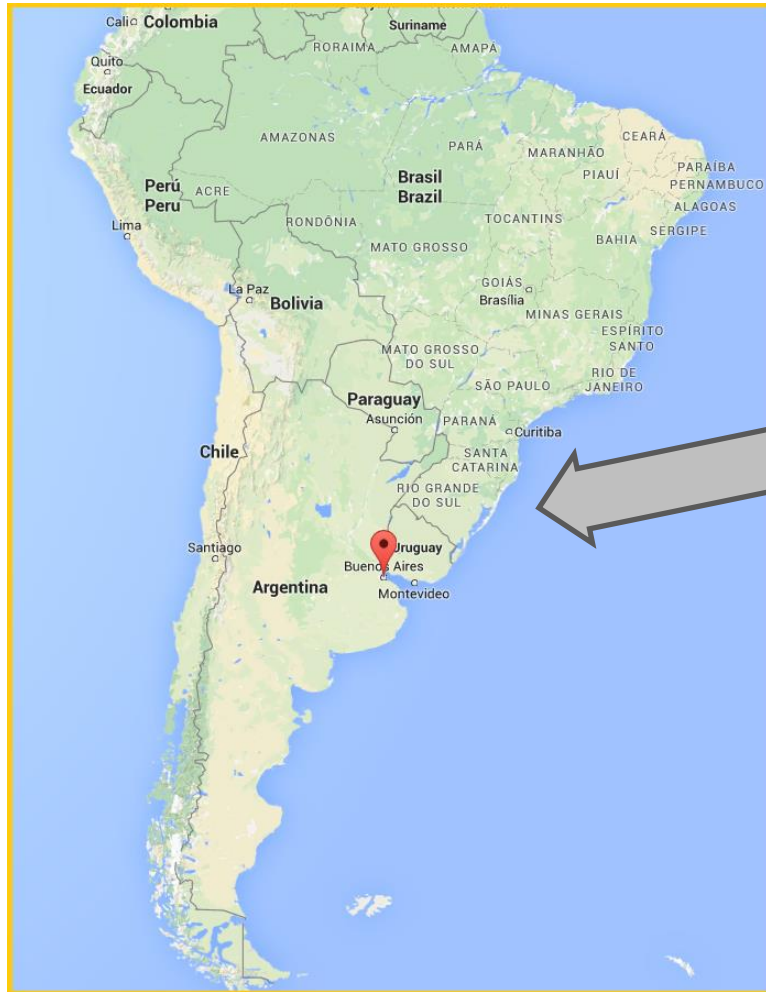 Cali
Colombia
Suriname
RORAIMA
AMAPÁ
Quito
Ecuador
AMAZONAS
PARÁ
MARANHÃO
CEARÁ
PIAUÍ
PARAÍBA
PERNAMBUCO
ALAGOAS
SERGIPE
Perú
Peru
ACRE
Brasil
Brazil
Lima
RONDÔNIA
TOCANTINS
MATO GROSSO
BAHIA
La Paz
Bolivia
GOIÁS
Brasília
MINAS GERAIS
ESPÍRITO
SANTO
MATO GROSSO
DO SUL
RIO DE
JANEIRO
SÃO PAULO
Paraguay
Asunción
PARANÁ
Curitiba
Chile
SANTA
CATARINA
RIO GRANDE
DO SUL
Santiago
Uruguay
Buenos Aires
Argentina
Montevideo